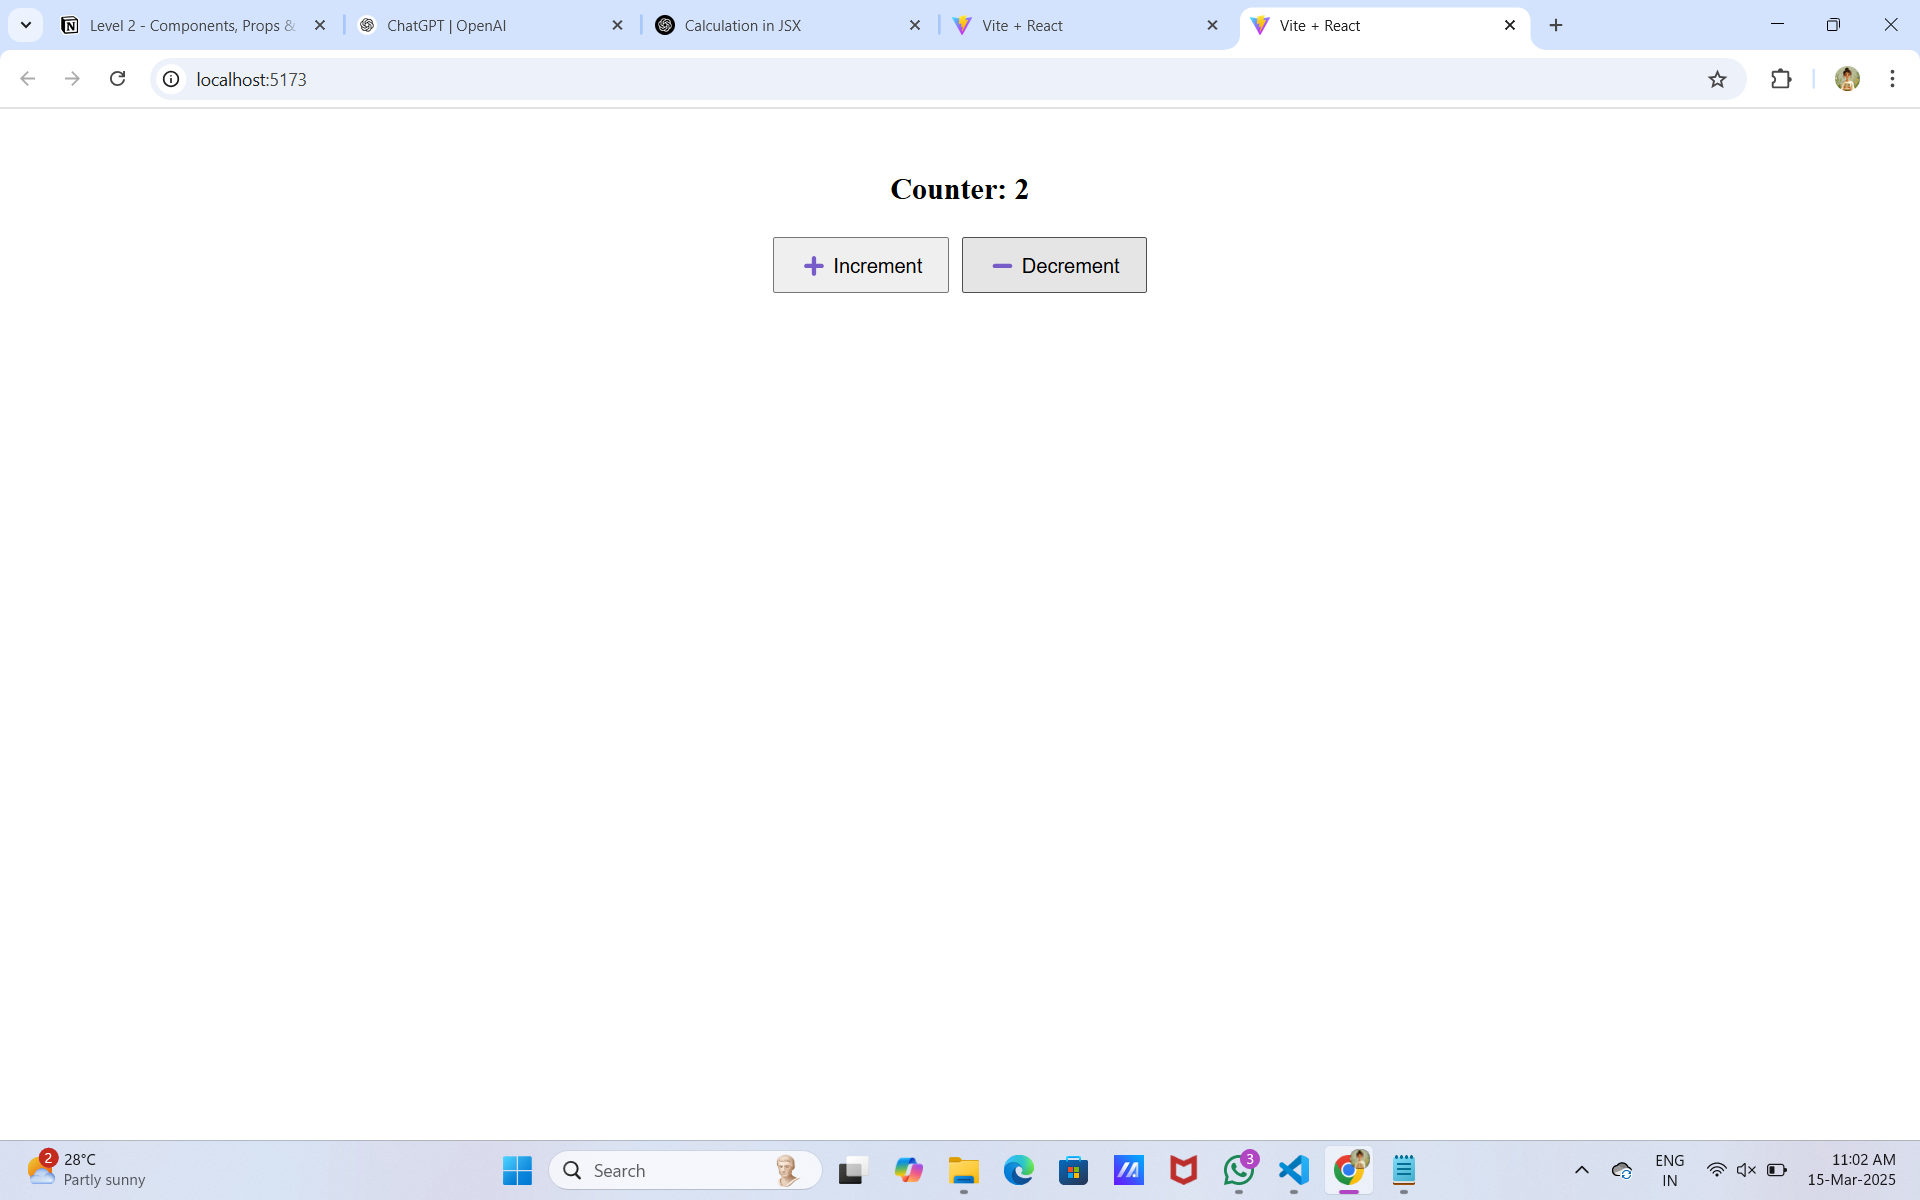 Level 2 - Components, Props &
ChatGPT | OpenAI
Calculation in JSX
Vite + React
Vite + React
localhost:5173
Counter: 2
Increment
Decrement
2
28°C
Partly sunny
Search
3
ENG
IN
11:02 AM
15-Mar-2025